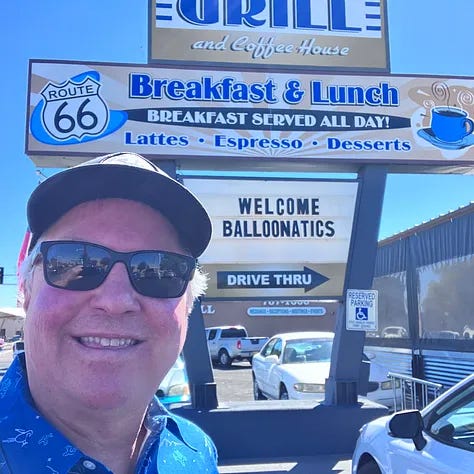 GRILL
and Coffee House
ROUTE
66
Breakfast & Lunch
BREAKFAST SERVED ALL DAY!
Lattes • Espresso • Desserts
WELCOME
BALLOONATICS
DRIVE THRU
RESERVED
PARKING